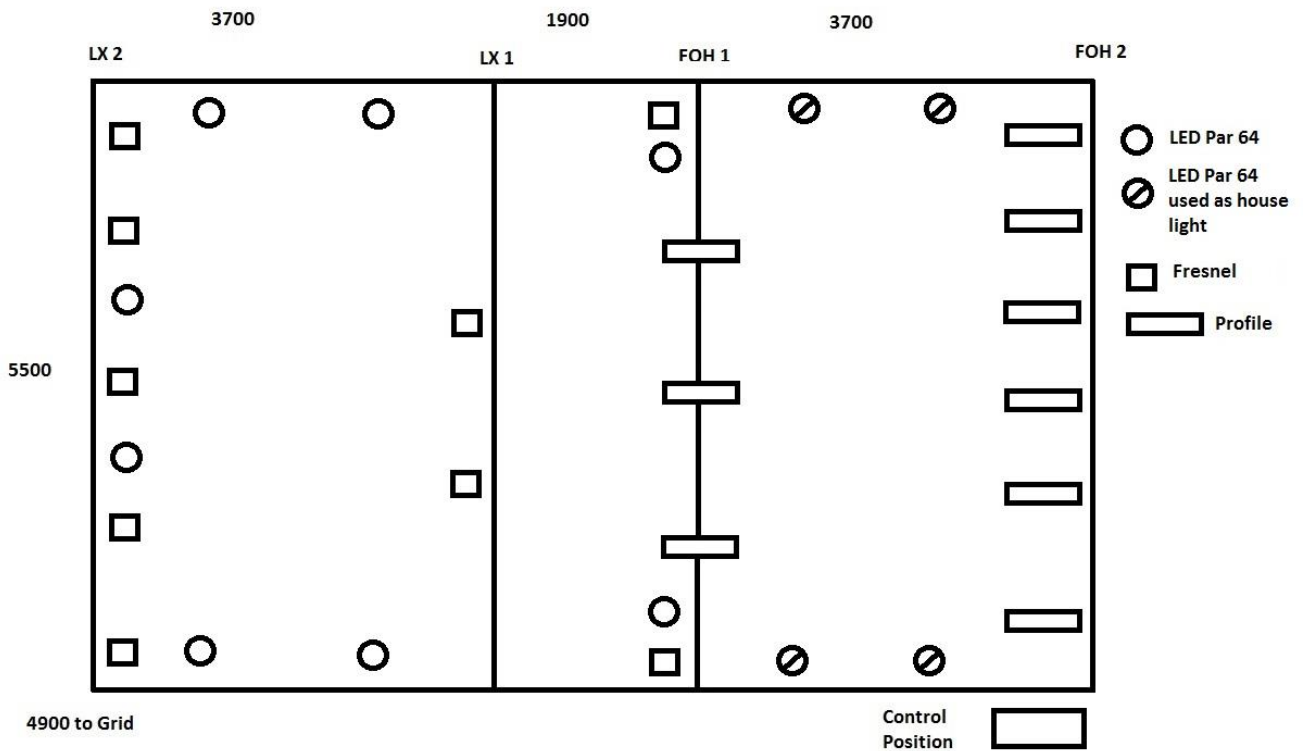 3700
1900
3700
LX 2
LX 1
FOH 1
FOH 2
LED Par 64
LED Par 64
used as house
light
Fresnel
Profile
5500
4900 to Grid
Control
Position